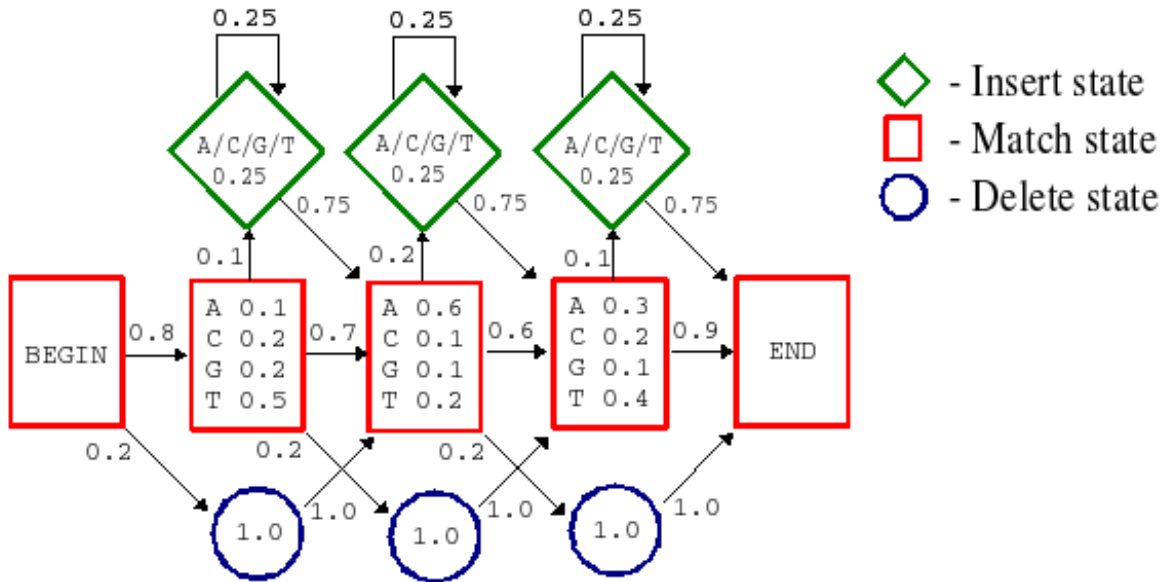 0.25
0.25
0.25
A/C/G/T
0.25
A/C/G/T
0.25
A/C/G/T
0.25
- Insert state
- Match state
- Delete state
0.75
0.75
0.75
0.1
0.2
0.1
BEGIN
0.8
A 0.1
C 0.2
G 0.2
T 0.5
0.7
A 0.6
C 0.1
G 0.1
T 0.2
0.6
A 0.3
C 0.2
G 0.1
T 0.4
0.9
END
0.2
0.2
0.2
1.0
1.0
1.0
1.0
1.0
1.0